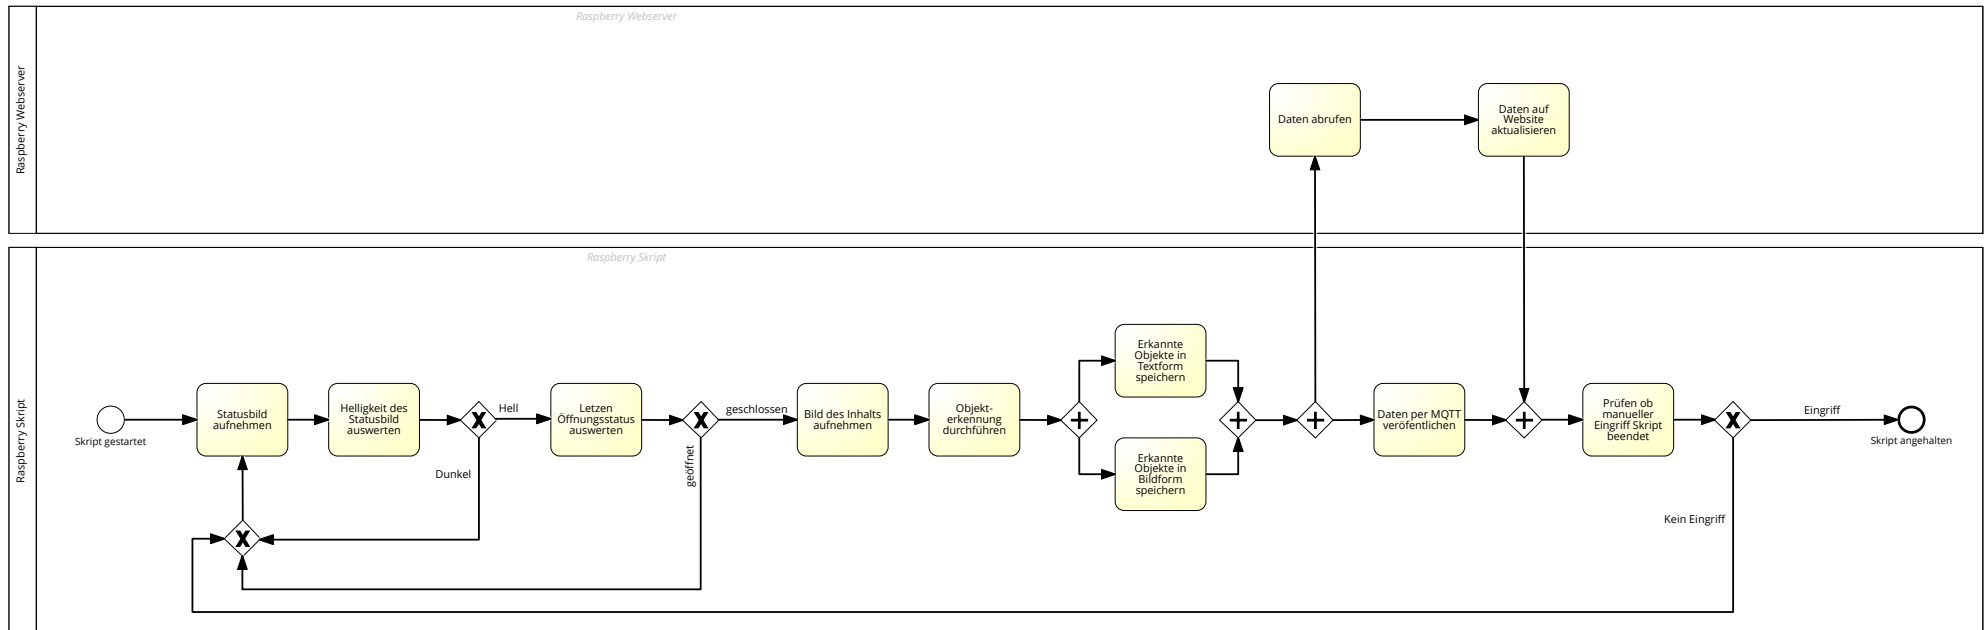 Raspberry Webserver
Raspberry Webserver
Daten abrufen
Daten auf
Website
aktualisieren
Raspberry Skript
Raspberry Skript
Skript gestartet
Statusbild
aufnehmen
Helligkeit des
Statusbild
auswerten
Hell
Dunkel
Letzen
Öffnungsstatus
auswerten
geschlossen
geöffnet
Bild des Inhalts
aufnehmen
Objekt-
erkennung
durchführen
Erkannte
Objekte in
Textform
speichern
Erkannte
Objekte in
Bildform
speichern
Daten per MQTT
veröfentlichen
Prüfen ob
manueller
Eingriff Skript
beendet
Eingriff
Kein Eingriff
Skript angehalten